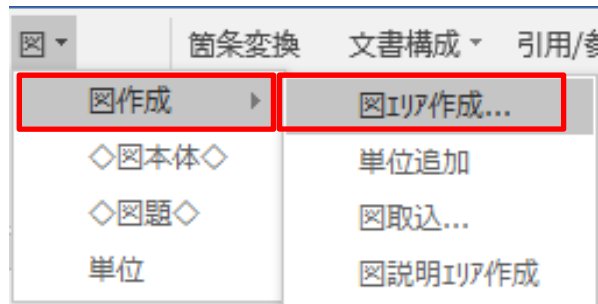 図 箇条変換 文書構成 引用/参
図作成 図ｴﾘｱ作成...
◇図本体◇ 単位追加
◇図題◇ 図取込...
単位 図説明ｴﾘｱ作成